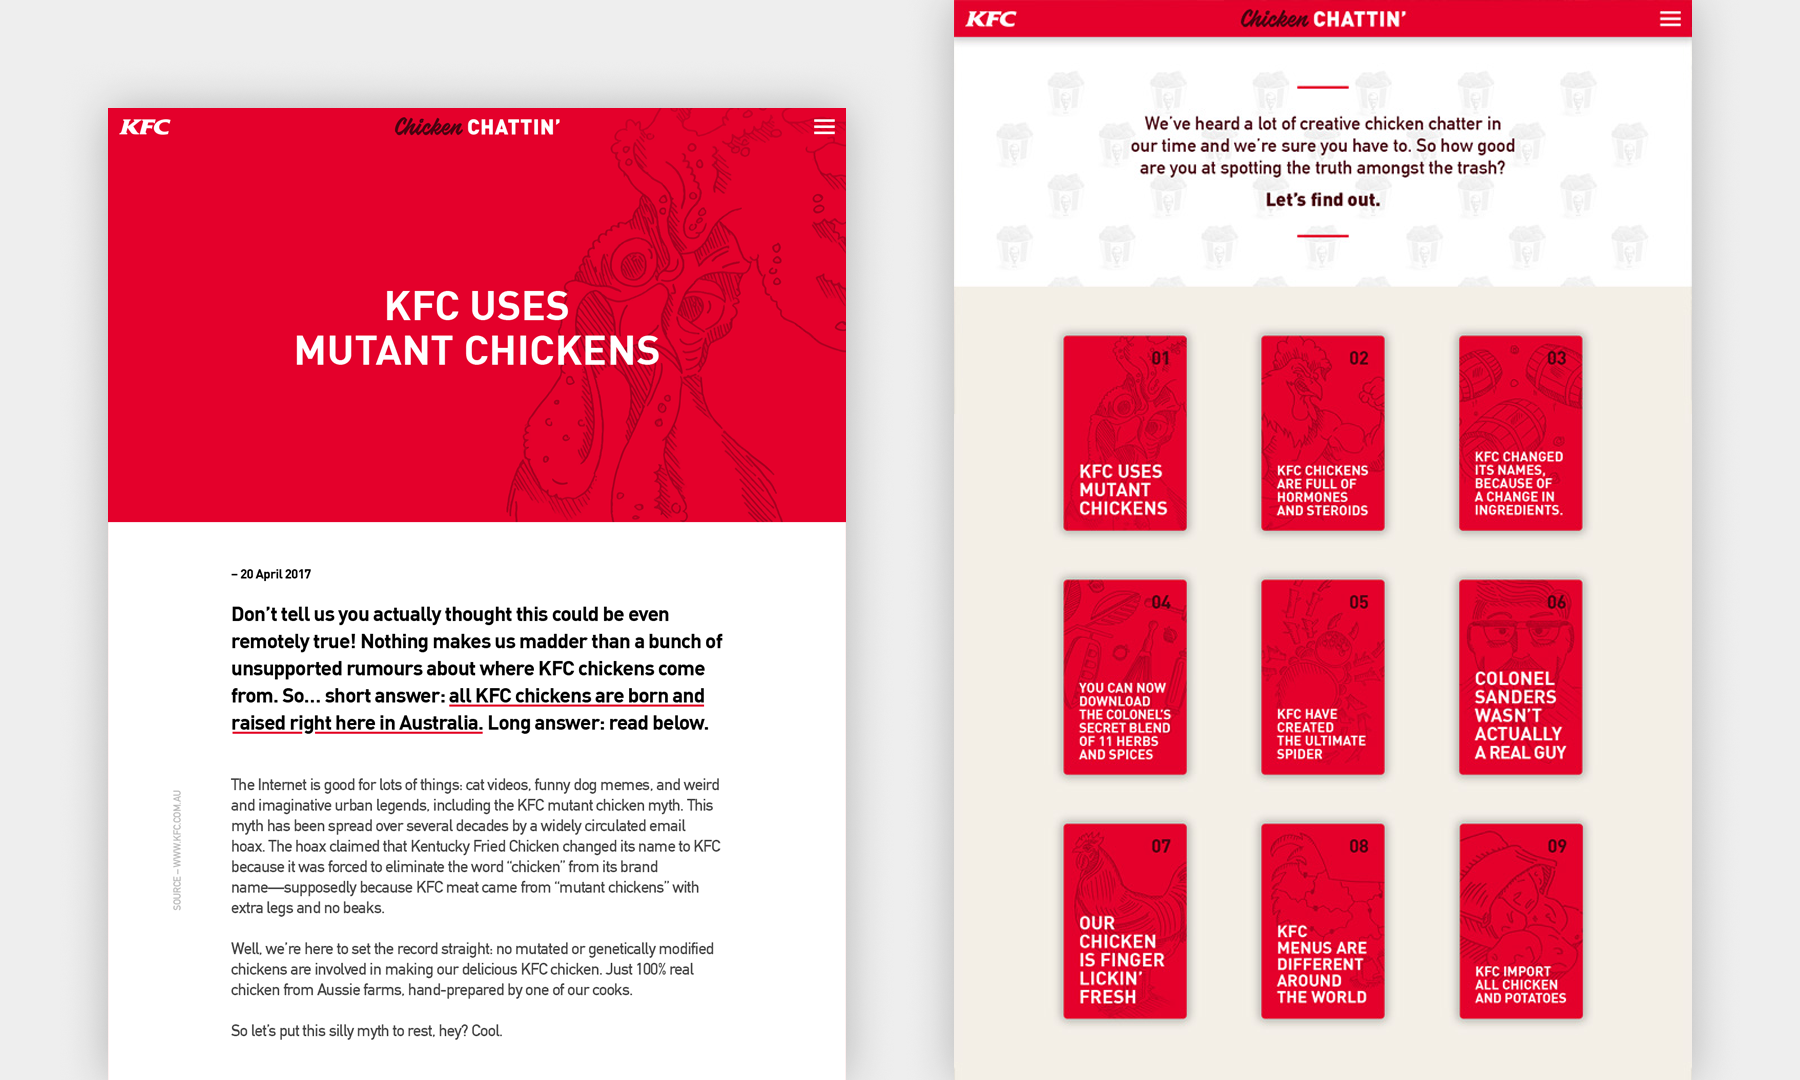 KFC
Chicken CHATTIN’
KFC USES
MUTANT CHICKENS
– 20 April 2017
Don’t tell us you actually thought this could be even
remotely true! Nothing makes us madder than a bunch of
unsupported rumours about where KFC chickens come
from. So... short answer: all KFC chickens are born and
raised right here in Australia. Long answer: read below.
SOURCE – WWW.KFC.COM.AU
The Internet is good for lots of things: cat videos, funny dog memes, and weird
and imaginative urban legends, including the KFC mutant chicken myth. This
myth has been spread over several decades by a widely circulated email
hoax. The hoax claimed that Kentucky Fried Chicken changed its name to KFC
because it was forced to eliminate the word “chicken” from its brand
name—supposedly because KFC meat came from “mutant chickens” with
extra legs and no beaks.
Well, we’re here to set the record straight: no mutated or genetically modified
chickens are involved in making our delicious KFC chicken. Just 100% real
chicken from Aussie farms, hand-prepared by one of our cooks.
So let’s put this silly myth to rest, hey? Cool.
KFC
Chicken CHATTIN’
We’ve heard a lot of creative chicken chatter in
our time and we’re sure you have to. So how good
are you at spotting the truth amongst the trash?
Let’s find out.
01
KFC USES
MUTANT
CHICKENS
02
KFC CHICKENS
ARE FULL OF
HORMONES
AND STEROIDS
03
KFC CHANGED
ITS NAMES,
BECAUSE OF
A CHANGE IN
INGREDIENTS.
04
YOU CAN NOW
DOWNLOAD
THE COLONEL’S
SECRET BLEND
OF 11 HERBS
AND SPICES
05
KFC HAVE
CREATED
THE ULTIMATE
SPIDER
06
COLONEL
SANDERS
WASN’T
ACTUALLY
A REAL GUY
07
OUR
CHICKEN
IS FINGER
LICKIN’
FRESH
08
KFC
MENUS ARE
DIFFERENT
AROUND
THE WORLD
09
KFC IMPORT
ALL CHICKEN
AND POTATOES